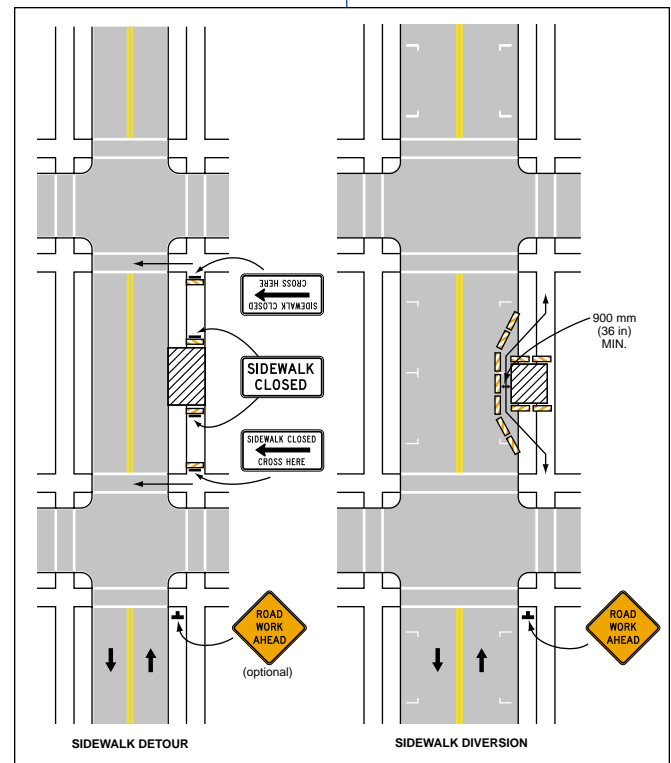 CROSS HERE
SIDEWALK CLOSED
SIDEWALK
CLOSED
SIDEWALK CLOSED
CROSS HERE
ROAD
WORK
AHEAD
(optional)
SIDEWALK DETOUR
900 mm
(36 in)
MIN.
ROAD
WORK
AHEAD
SIDEWALK DIVERSION